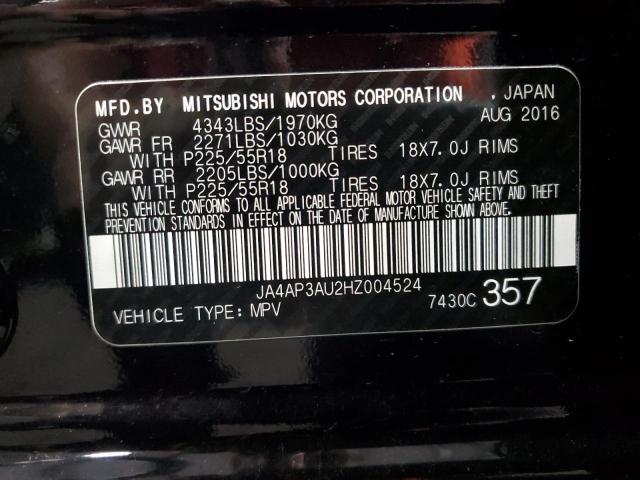 MFD.BY MITSUBISHI MOTORS CORPORATION . JAPAN
GVWR 4343LBS/1970KG AUG 2016
GAWR FR 2271LBS/1030KG
WITH P225/55R18 TIRES 18X7.0J RIMS
GAWR RR 2205LBS/1000KG
WITH P225/55R18 TIRES 18X7.0J RIMS
THIS VEHICLE CONFORMS TO ALL APPLICABLE FEDERAL MOTOR VEHICLE SAFETY AND THEFT
PREVENTION STANDARDS IN EFFECT ON THE DATE OF MANUFACTURE SHOWN ABOVE.
JA4AP3AU2HZ004524
VEHICLE TYPE: MPV 7430C 357